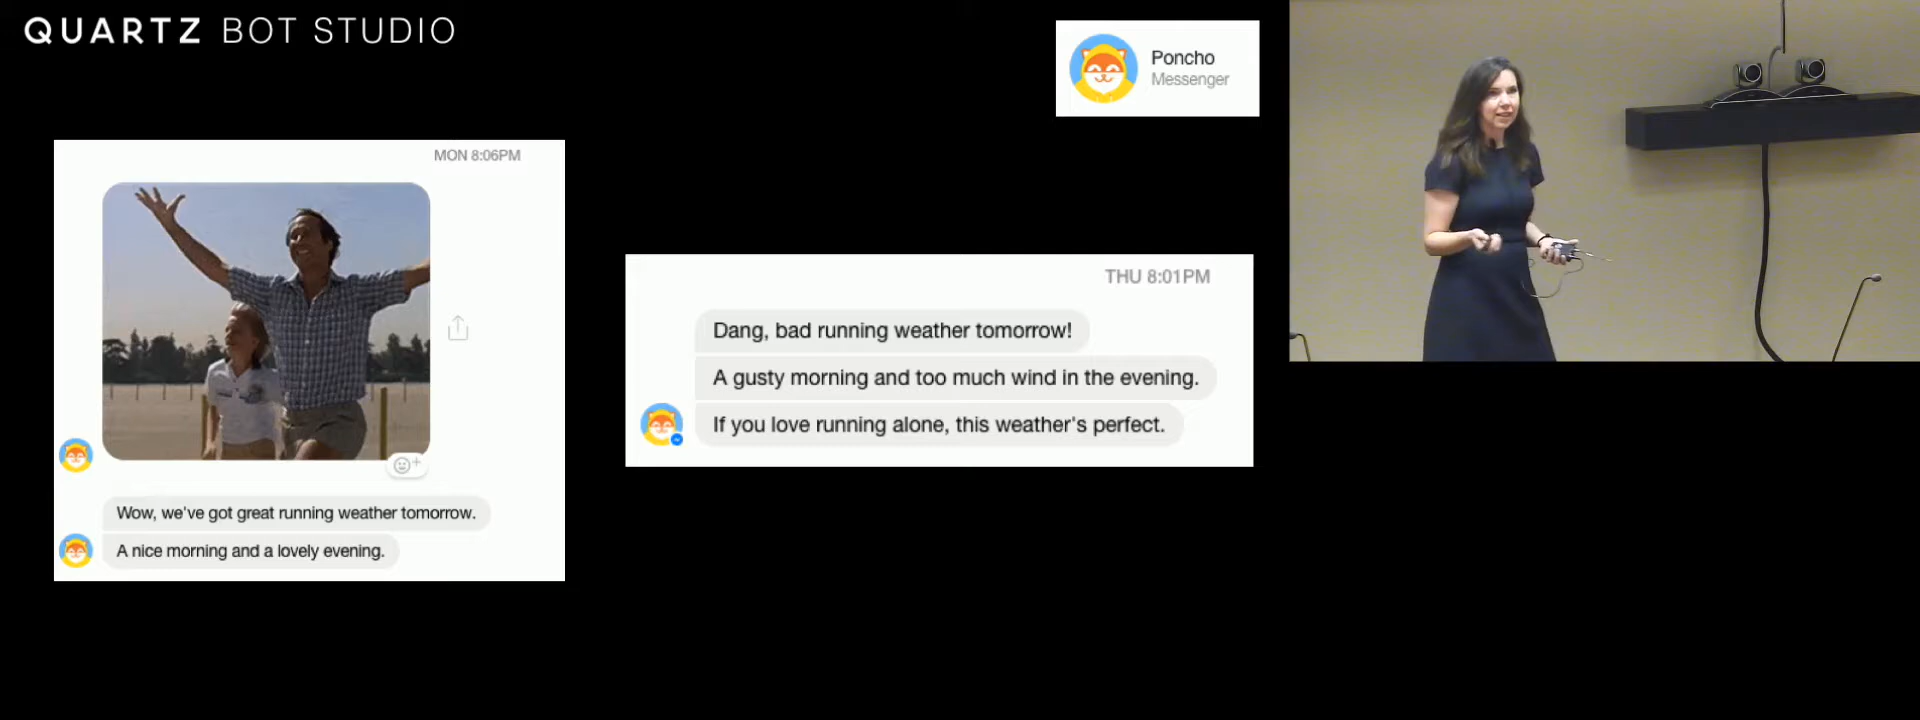 QUARTZ BOT STUDIO
Poncho
Messenger
MON 8:06PM
Wow, we've got great running weather tomorrow.
A nice morning and a lovely evening.
THU 8:01PM
Dang, bad running weather tomorrow!
A gusty morning and too much wind in the evening.
If you love running alone, this weather's perfect.